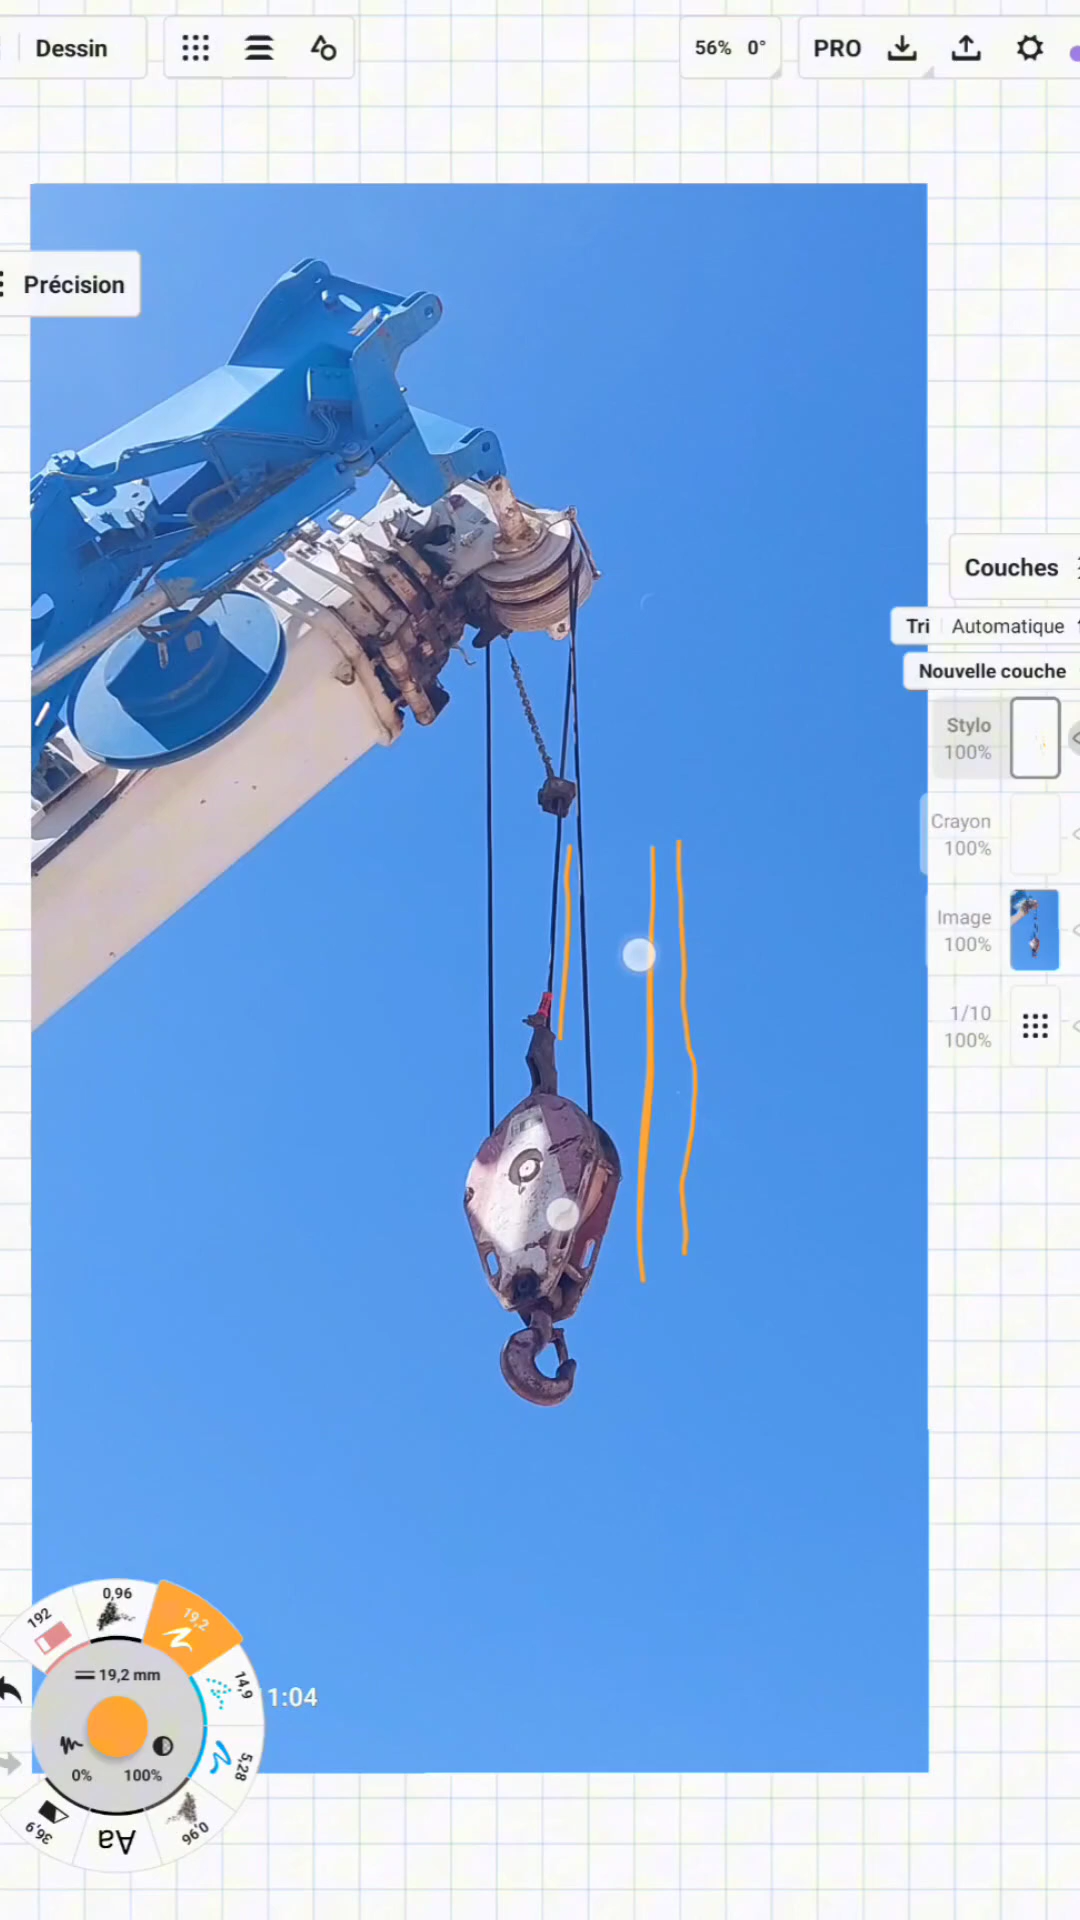 Dessin
56% 0°
PRO
Précision
Couches
Tri Automatique
Nouvelle couche
Stylo
100%
Crayon
100%
Image
100%
1/10
100%
192
0,96
19,2
14,9
5,28
0,96
Aa
36,9
19,2 mm
0% 100%
1:04